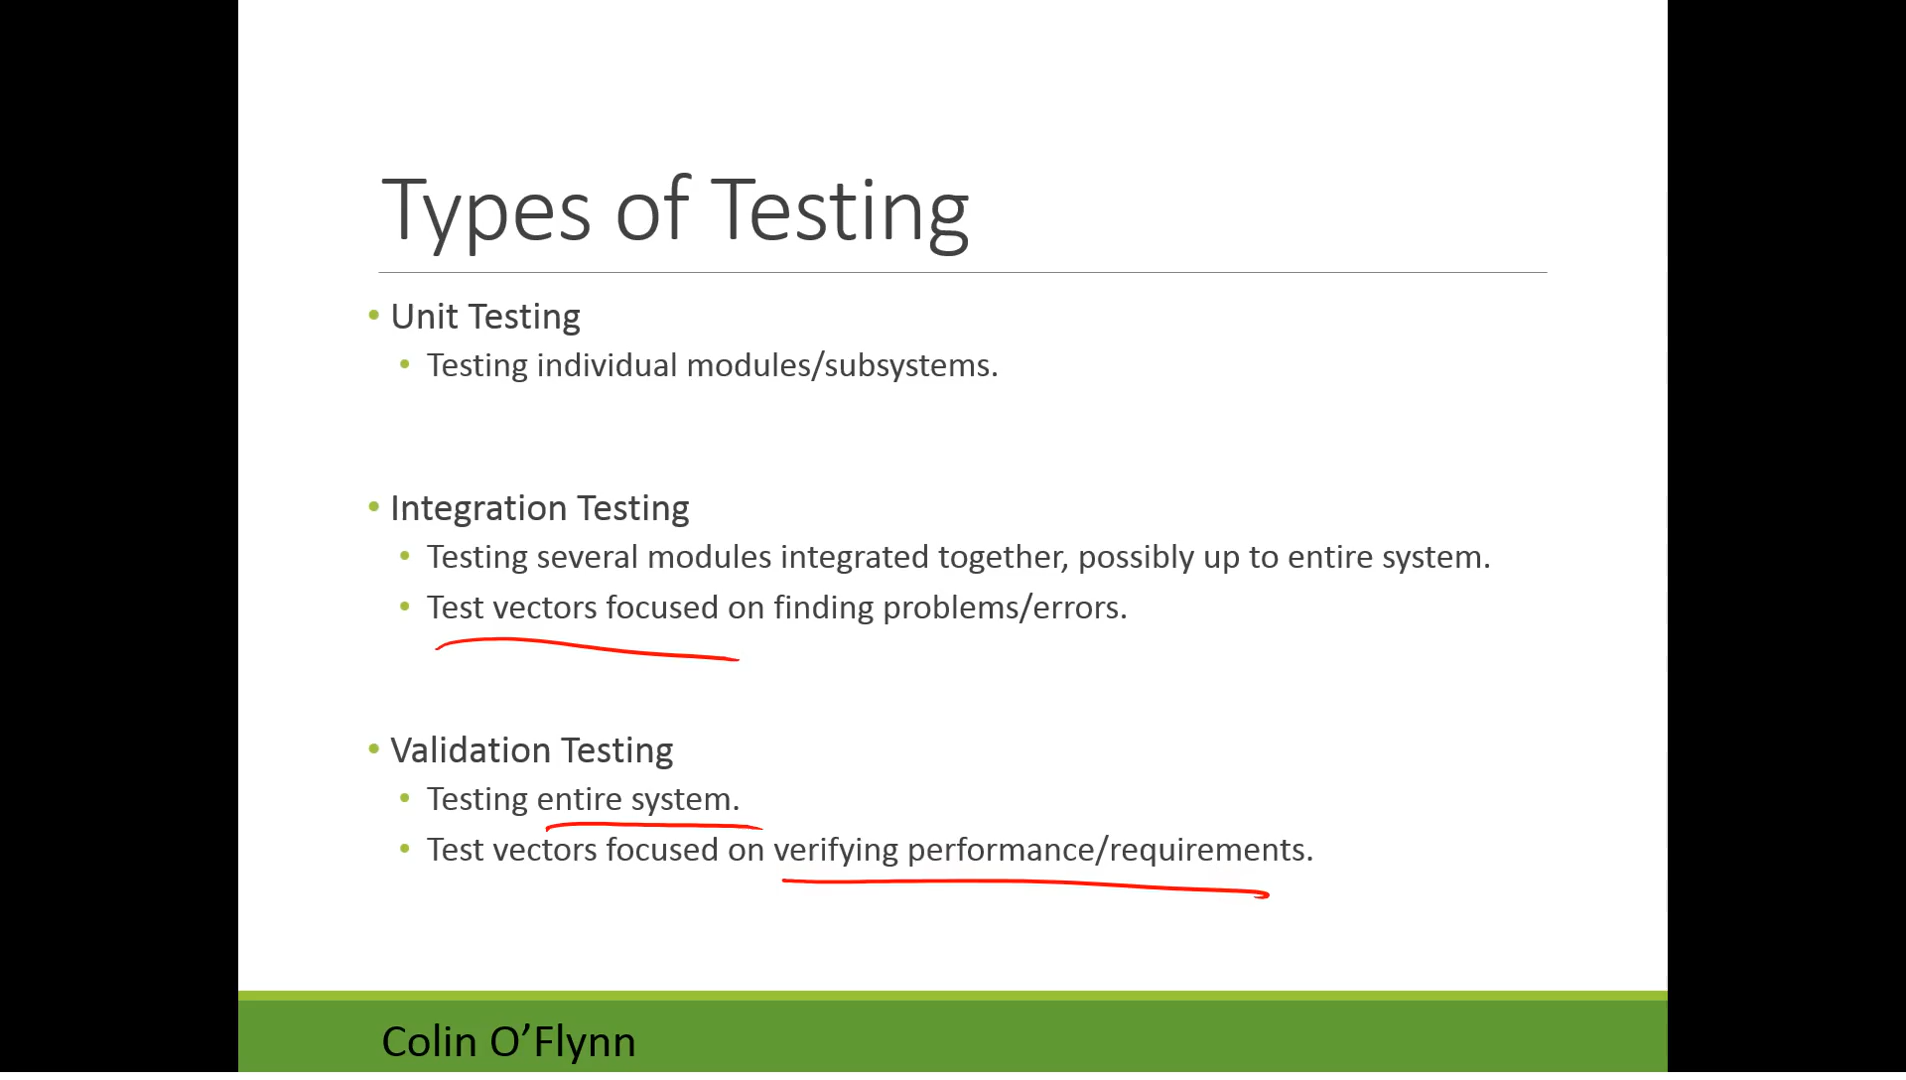 Types of Testing
• Unit Testing
• Testing individual modules/subsystems.
• Integration Testing
• Testing several modules integrated together, possibly up to entire system.
• Test vectors focused on finding problems/errors.
• Validation Testing
• Testing entire system.
• Test vectors focused on verifying performance/requirements.
Colin O’Flynn